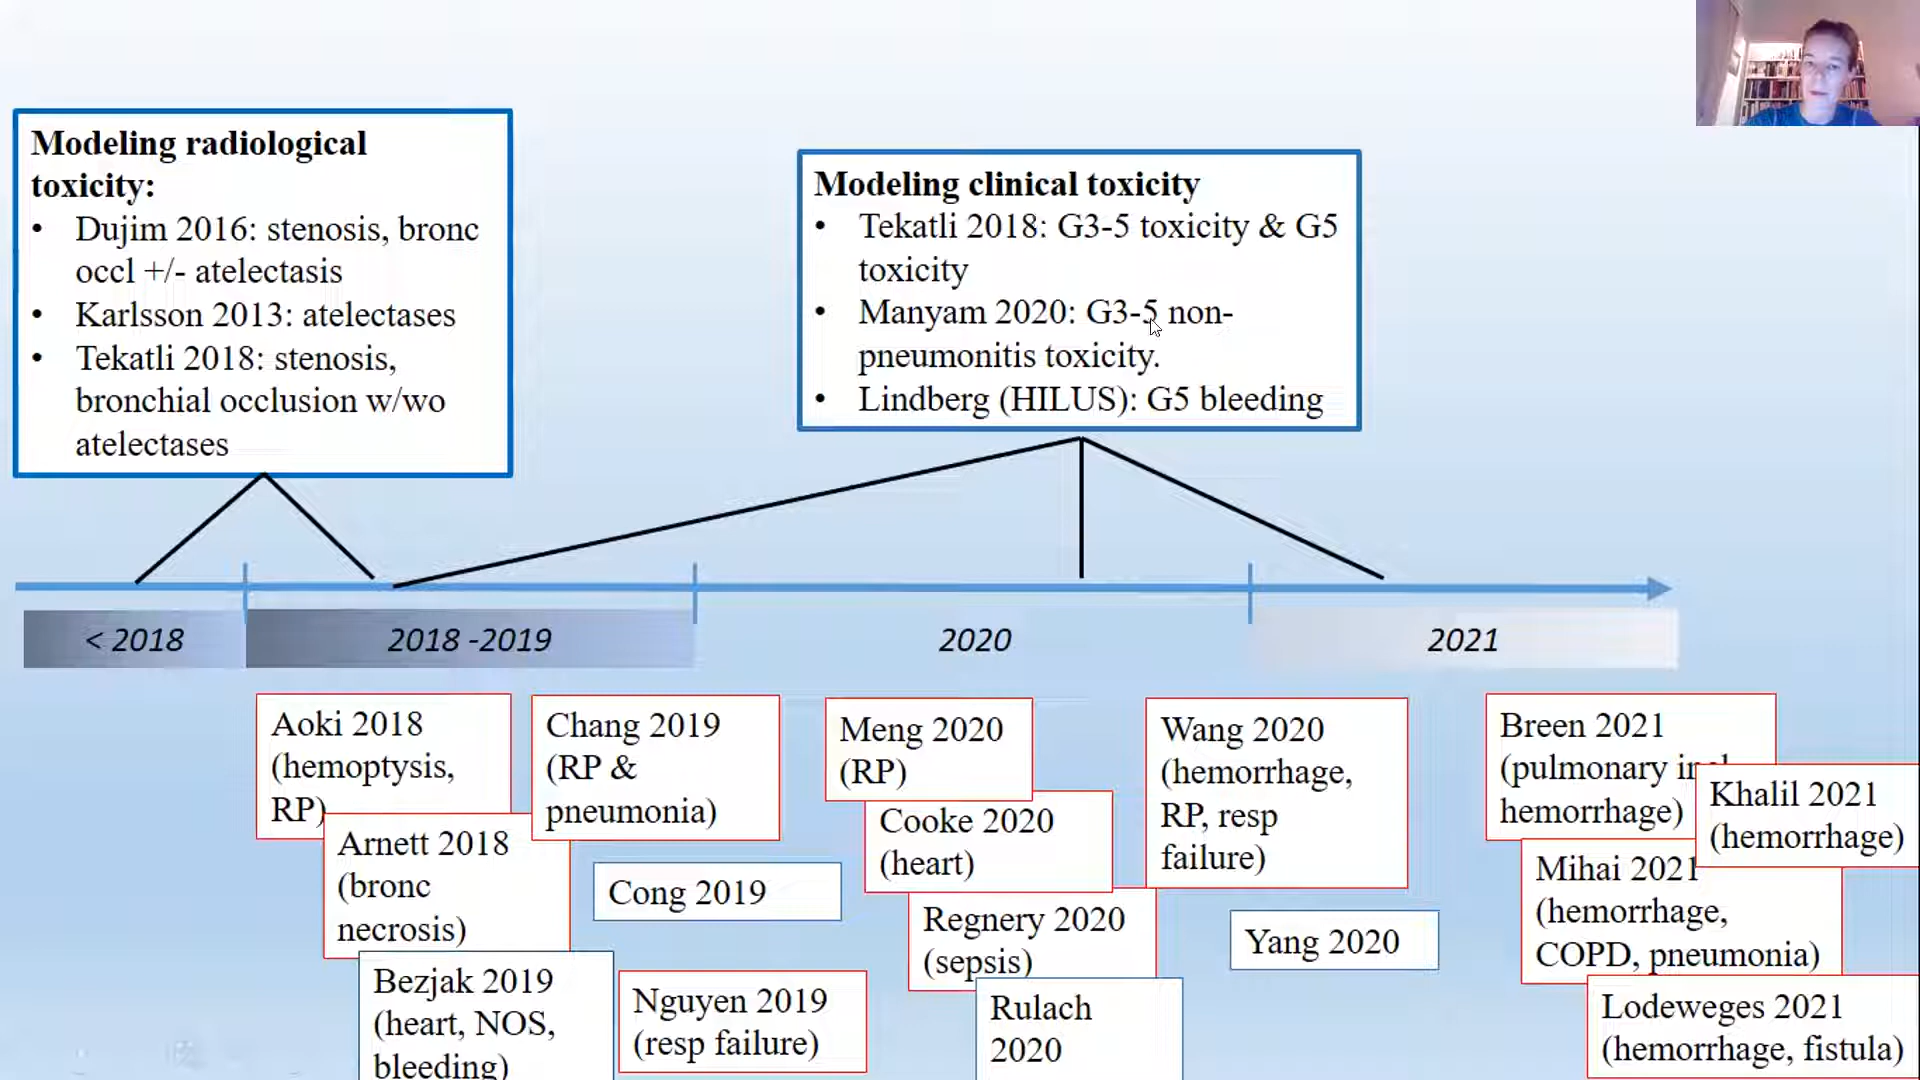 Modeling radiological
toxicity:
• Dujim 2016: stenosis, bronc
occl +/- atelectasis
• Karlsson 2013: atelectases
• Tekatli 2018: stenosis,
bronchial occlusion w/wo
atelectases
Modeling clinical toxicity
• Tekatli 2018: G3-5 toxicity & G5
toxicity
• Manyam 2020: G3-5 non-
pneumonitis toxicity.
• Lindberg (HILUS): G5 bleeding
< 2018
2018 -2019
2020
2021
Aoki 2018
(hemoptysis,
RP)
Arnett 2018
(bronc
necrosis)
Bezjak 2019
(heart, NOS,
bleeding)
Chang 2019
(RP &
pneumonia)
Cong 2019
Nguyen 2019
(resp failure)
Meng 2020
(RP)
Cooke 2020
(heart)
Regnery 2020
(sepsis)
Rulach
2020
Wang 2020
(hemorrhage,
RP, resp
failure)
Yang 2020
Breen 2021
(pulmonary
hemorrhage)
Khalil 2021
(hemorrhage)
Mihai 2021
(hemorrhage,
COPD, pneumonia)
Lodeweges 2021
(hemorrhage, fistula)